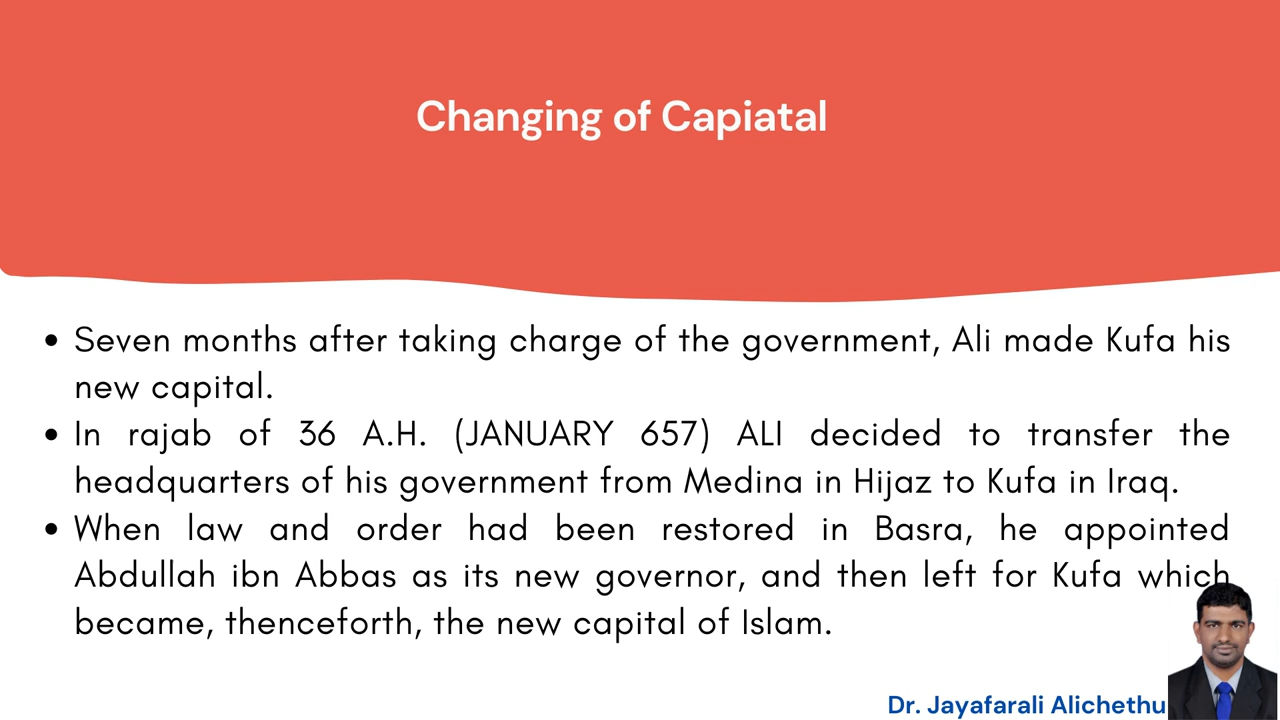 Changing of Capiatal
• Seven months after taking charge of the government, Ali made Kufa his
new capital.
• In rajab of 36 A.H. (JANUARY 657) ALI decided to transfer the
headquarters of his government from Medina in Hijaz to Kufa in Iraq.
• When law and order had been restored in Basra, he appointed
Abdullah ibn Abbas as its new governor, and then left for Kufa which
became, thenceforth, the new capital of Islam.
Dr. Jayafarali Alichethu